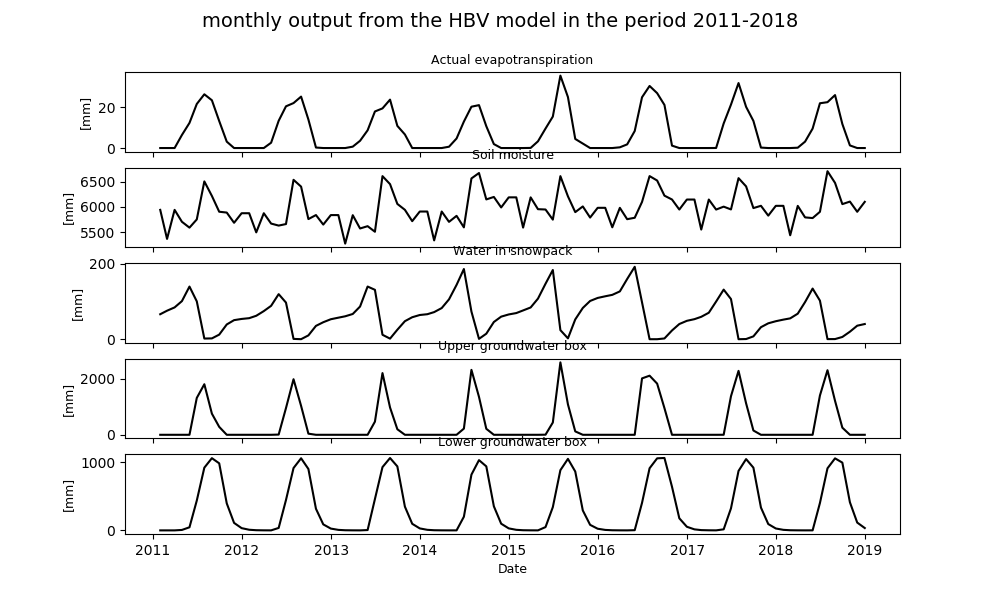 monthly output from the HBV model in the period 2011-2018
Actual evapotranspiration
20
0
[mm]
Soil moisture
6500
6000
5500
[mm]
Water in snowpack
200
0
[mm]
Upper groundwater box
2000
0
[mm]
Lower groundwater box
1000
0
[mm]
2011 2012 2013 2014 2015 2016 2017 2018 2019
Date